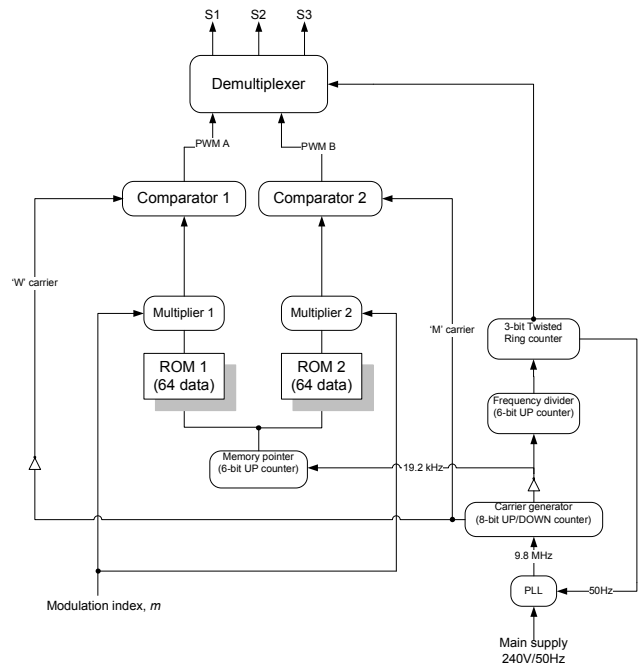 S1 S2 S3
Demultiplexer
PWM A
PWM B
Comparator 1
Comparator 2
'W' carrier
'M' carrier
Multiplier 1
Multiplier 2
3-bit Twisted
Ring counter
ROM 1
(64 data)
ROM 2
(64 data)
Frequency divider
(6-bit UP counter)
Memory pointer
(6-bit UP counter)
19.2 kHz
Carrier generator
(8-bit UP/DOWN counter)
9.8 MHz
PLL
50Hz
Modulation index, m
Main supply
240V/50Hz